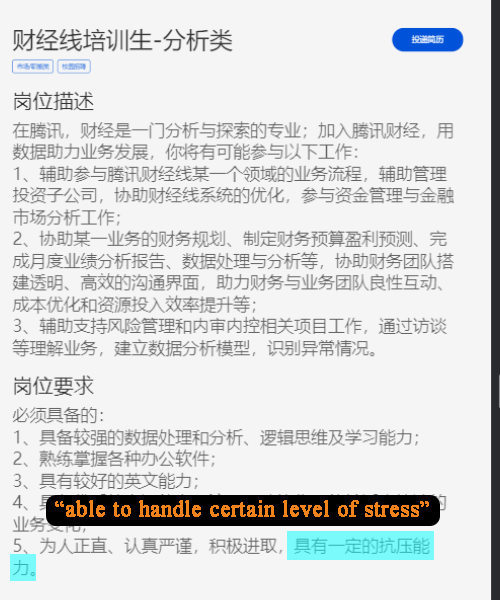 财经线培训生-分析类
投递简历
岗位描述
在腾讯，财经是一门分析与探索的专业；加入腾讯财经，用
数据助力业务发展，你将有可能参与以下工作：
1、辅助参与腾讯财经线某一个领域的业务流程，辅助管理
投资子公司，协助财经线系统的优化，参与资金管理与金融
市场分析工作；
2、协助某一业务的财务规划、制定财务预算盈利预测、完
成月度业绩分析报告、数据处理与分析等，协助财务团队搭
建透明、高效的沟通界面，助力财务与业务团队良性互动、
成本优化和资源投入效率提升等；
3、辅助支持风险管理和内审内控相关项目工作，通过访谈
等理解业务，建立数据分析模型，识别异常情况。
岗位要求
必须具备的：
1、具备较强的数据处理和分析、逻辑思维及学习能力；
2、熟练掌握各种办公软件；
3、具有较好的英文能力；
4、具 的
“able to handle certain level of stress”
业务变化；
5、为人正直、认真严谨，积极进取，具有一定的抗压能
力。